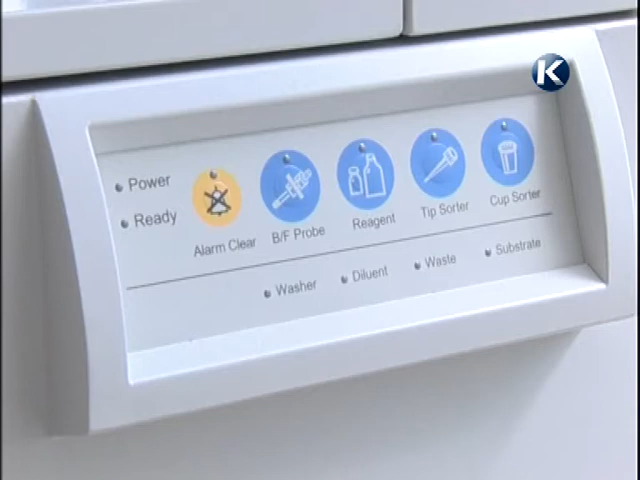 K
Power
Ready
Alarm Clear
B/F Probe
Reagent
Tip Sorter
Cup Sorter
Washer
Diluent
Waste
Substrate